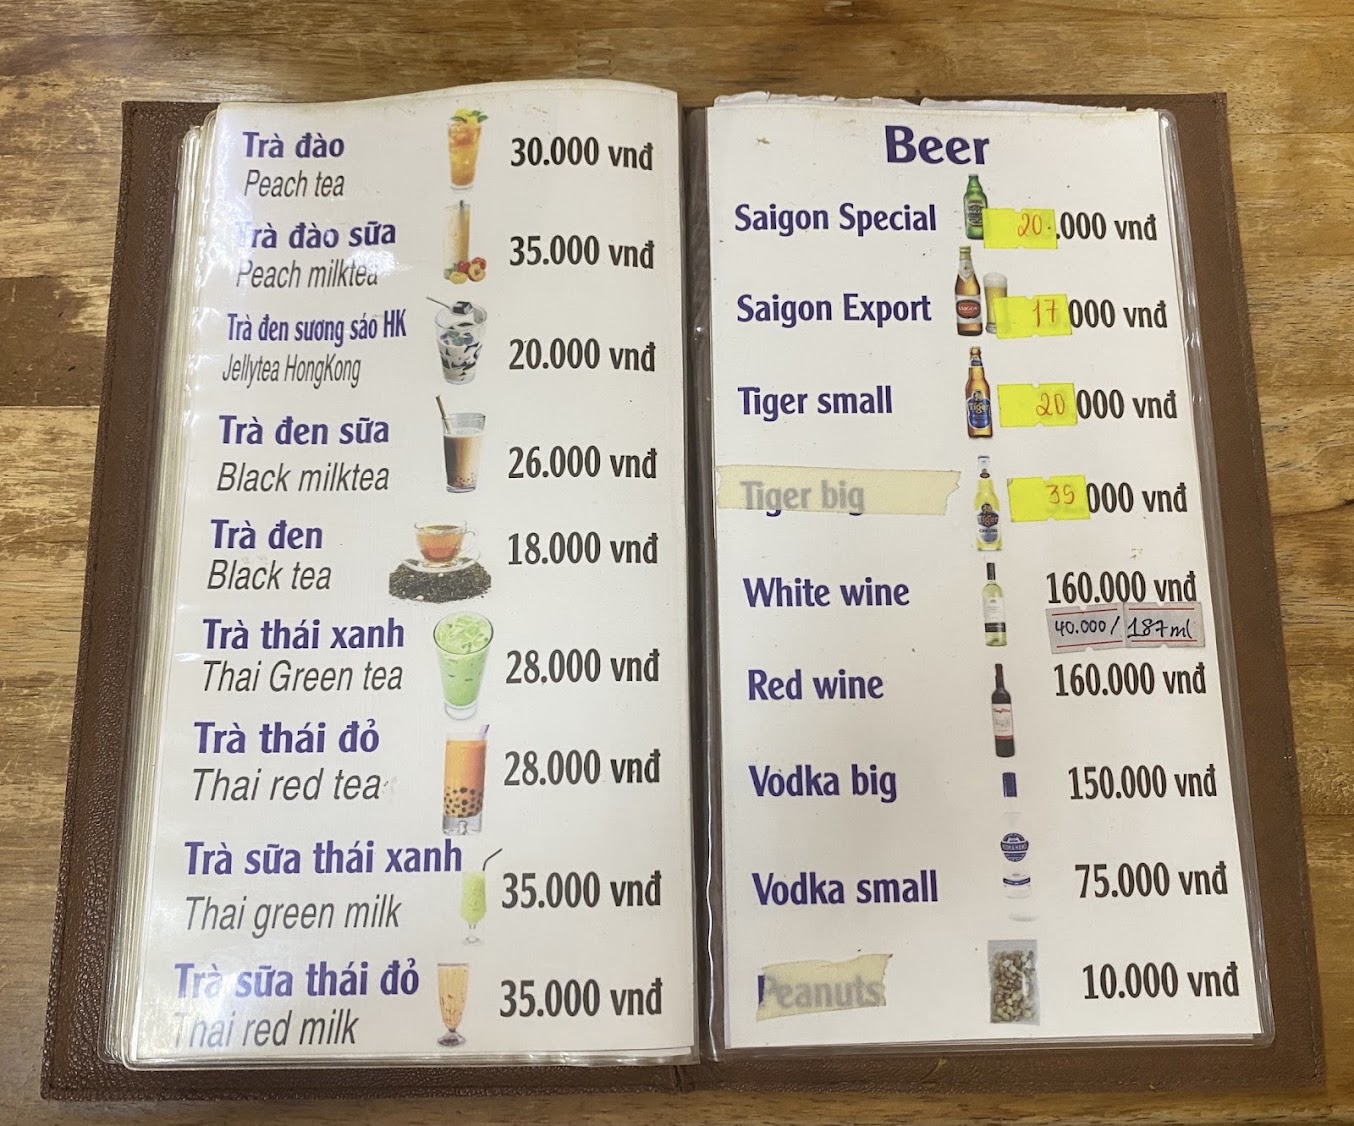 Trà đào
Peach tea
30.000 vnđ
Trà đào sữa
Peach milktea
35.000 vnđ
Trà đen sương sáo HK
Jellytea HongKong
20.000 vnđ
Trà đen sữa
Black milktea
26.000 vnđ
Trà đen
Black tea
18.000 vnđ
Trà thái xanh
Thai Green tea
28.000 vnđ
Trà thái đỏ
Thai red tea
28.000 vnđ
Trà sữa thái xanh
Thai green milk
35.000 vnđ
Trà sữa thái đỏ
Thai red milk
35.000 vnđ
Beer
Saigon Special
20.000 vnđ
Saigon Export
17.000 vnđ
Tiger small
Tiger
20.000 vnđ
Tiger big
Tiger
35.000 vnđ
White wine
160.000 vnđ
40.000/187ml
Red wine
160.000 vnđ
Vodka big
150.000 vnđ
Vodka small
75.000 vnđ
Peanuts
10.000 vnđ